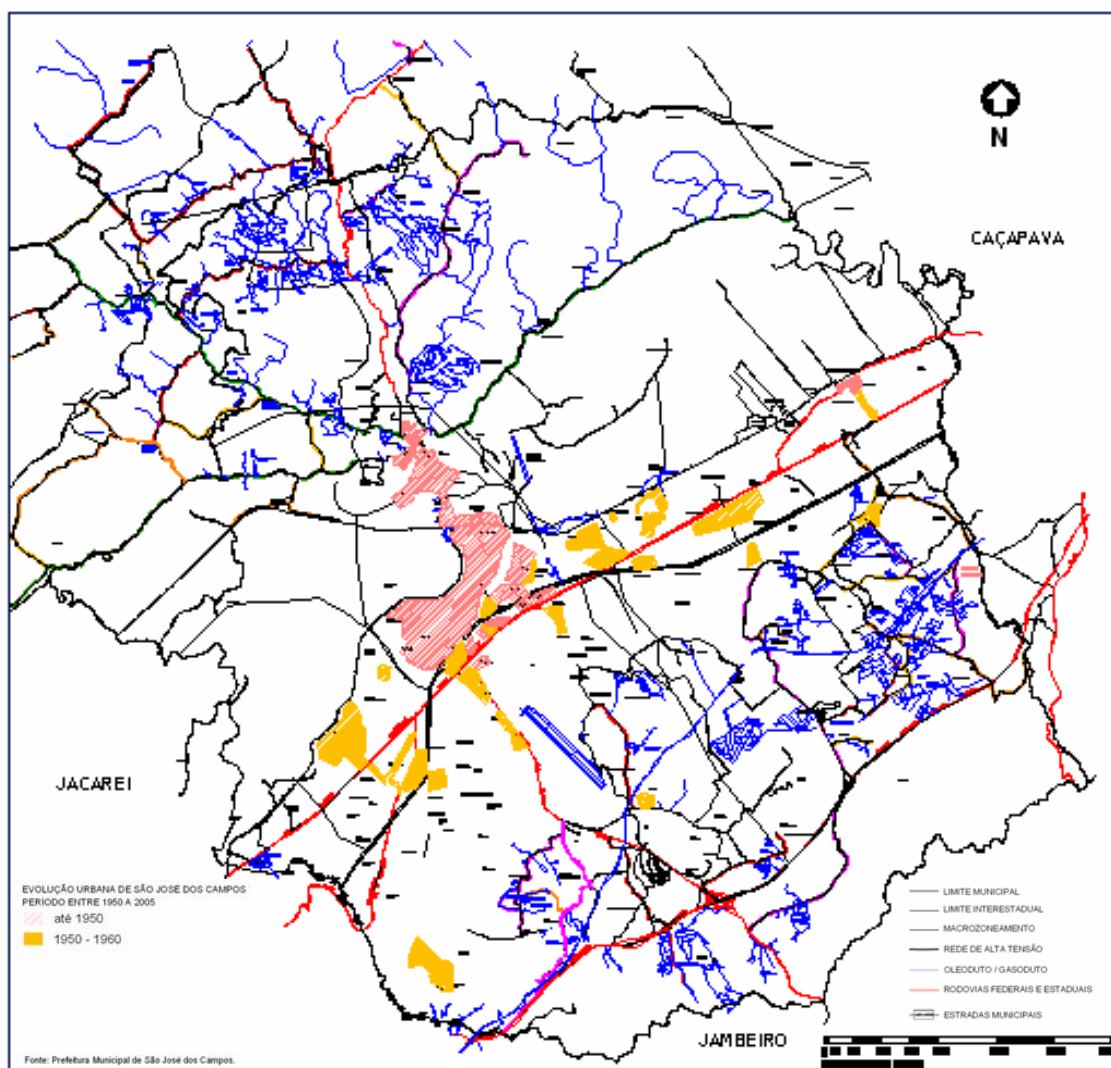 N
CAÇAPAVA
JACAREI
EVOLUÇÃO URBANA DE SÃO JOSE DOS CAMPOS
PERÍODO ENTRE 1950 A 2005
até 1950
1950 - 1960
LIMITE MUNICIPAL
LIMITE INTERESTADUAL
MACROZONEAMENTO
REDE DE ALTA TENSÃO
OLEODUTO / GASODUTO
RODOVIAS FEDERAIS E ESTADUAIS
ESTRADAS MUNICIPAIS
JAMBEIRO
Fonte: Prefeitura Municipal de São José dos Campos.